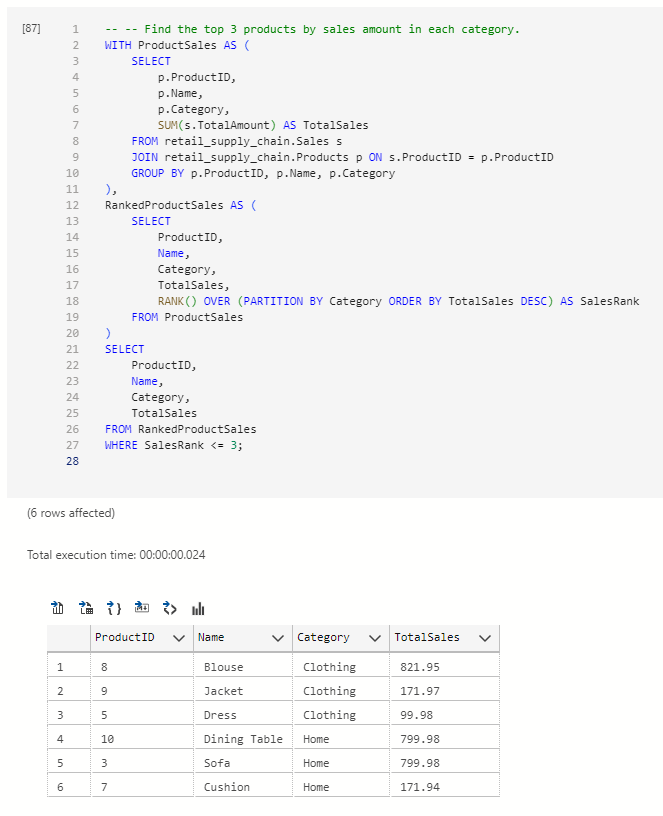 [87]
1 -- -- Find the top 3 products by sales amount in each category.
2 WITH ProductSales AS (
3     SELECT
4         p.ProductID,
5         p.Name,
6         p.Category,
7         SUM(s.TotalAmount) AS TotalSales
8     FROM retail_supply_chain.Sales s
9     JOIN retail_supply_chain.Products p ON s.ProductID = p.ProductID
10     GROUP BY p.ProductID, p.Name, p.Category
11 ),
12 RankedProductSales AS (
13     SELECT
14         ProductID,
15         Name,
16         Category,
17         TotalSales,
18         RANK() OVER (PARTITION BY Category ORDER BY TotalSales DESC) AS SalesRank
19     FROM ProductSales
20 )
21 SELECT
22     ProductID,
23     Name,
24     Category,
25     TotalSales
26 FROM RankedProductSales
27 WHERE SalesRank <= 3;
28
(6 rows affected)
Total execution time: 00:00:00.024
ProductID Name Category TotalSales
1 8 Blouse Clothing 821.95
2 9 Jacket Clothing 171.97
3 5 Dress Clothing 99.98
4 10 Dining Table Home 799.98
5 3 Sofa Home 799.98
6 7 Cushion Home 171.94